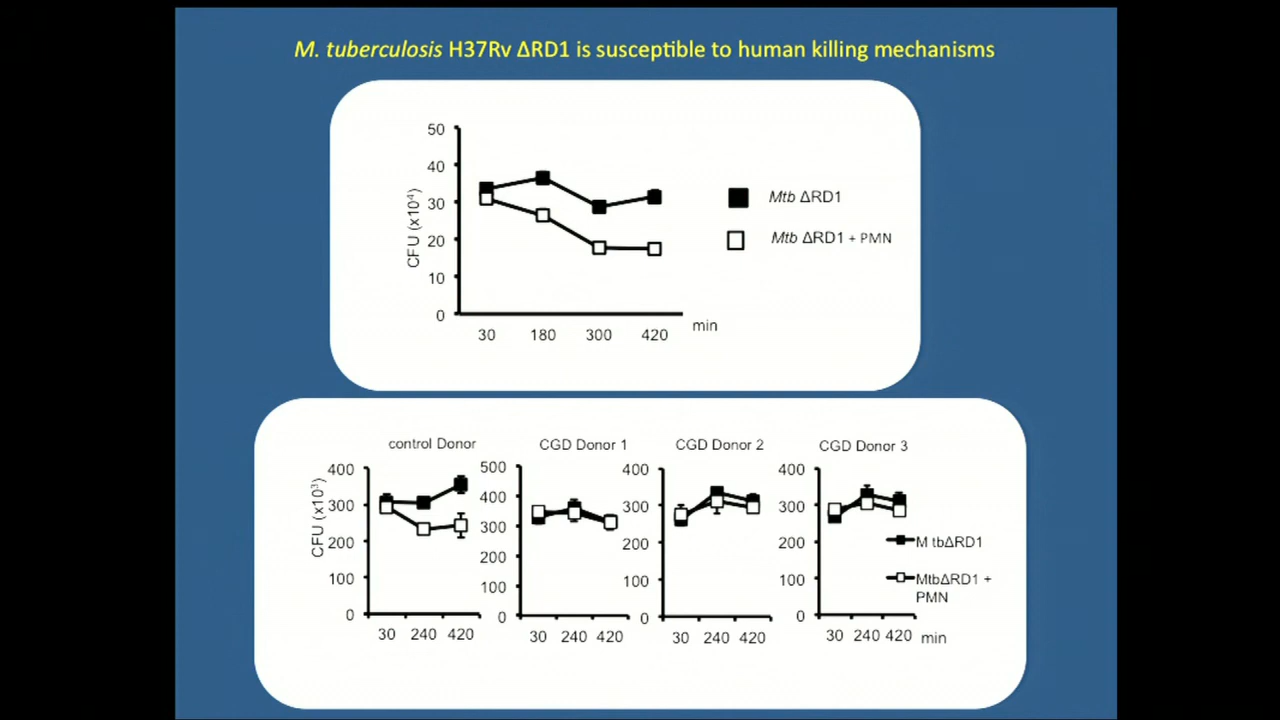 M. tuberculosis H37Rv ΔRD1 is susceptible to human killing mechanisms
50
40
30
20
10
0
CFU (x10⁴)
30 180 300 420 min
Mtb ΔRD1
Mtb ΔRD1 + PMN
control Donor
CGD Donor 1
CGD Donor 2
CGD Donor 3
CFU (x10³)
400
300
200
100
0
30 240 420
500
400
300
200
100
0
30 240 420
400
300
200
100
0
30 240 420
400
300
200
100
0
30 240 420 min
M tbΔRD1
MtbΔRD1 +
PMN